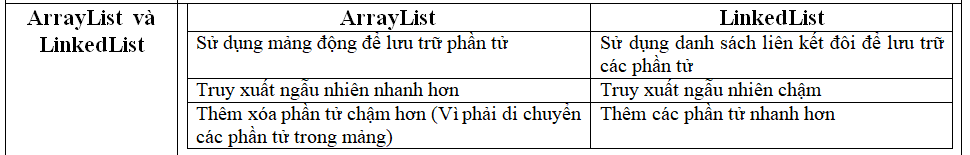 ArrayList và
LinkedList
ArrayList
LinkedList
Sử dụng mảng động để lưu trữ phần tử
Sử dụng danh sách liên kết đôi để lưu trữ
các phần tử
Truy xuất ngẫu nhiên nhanh hơn
Truy xuất ngẫu nhiên chậm
Thêm xóa phần tử chậm hơn (Vì phải di chuyển
các phần tử trong mảng)
Thêm các phần tử nhanh hơn